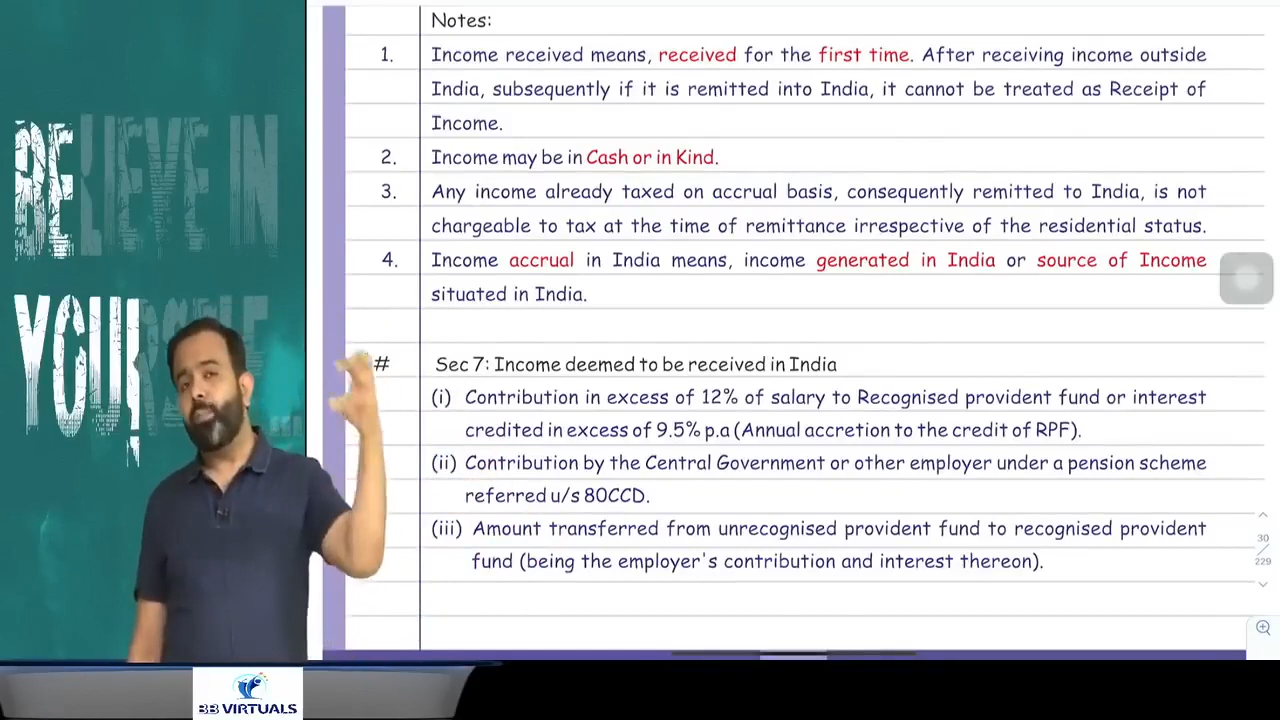 BELIEVE IN
YOURSELF
Notes:
1. Income received means, received for the first time. After receiving income outside
India, subsequently if it is remitted into India, it cannot be treated as Receipt of
Income.
2. Income may be in Cash or in Kind.
3. Any income already taxed on accrual basis, consequently remitted to India, is not
chargeable to tax at the time of remittance irrespective of the residential status.
4. Income accrual in India means, income generated in India or source of Income
situated in India.
# Sec 7: Income deemed to be received in India
(i) Contribution in excess of 12% of salary to Recognised provident fund or interest
credited in excess of 9.5% p.a (Annual accretion to the credit of RPF).
(ii) Contribution by the Central Government or other employer under a pension scheme
referred u/s 80CCD.
(iii) Amount transferred from unrecognised provident fund to recognised provident
fund (being the employer's contribution and interest thereon).
30
229
BB VIRTUALS